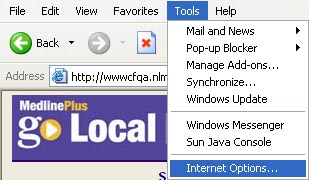 File Edit View Favorites Tools Help
Back
Mail and News
Pop-up Blocker
Manage Add-ons...
Synchronize...
Windows Update
Windows Messenger
Sun Java Console
Internet Options...
Address http://wwwcfqa.nlm
MedlinePlus
go Local